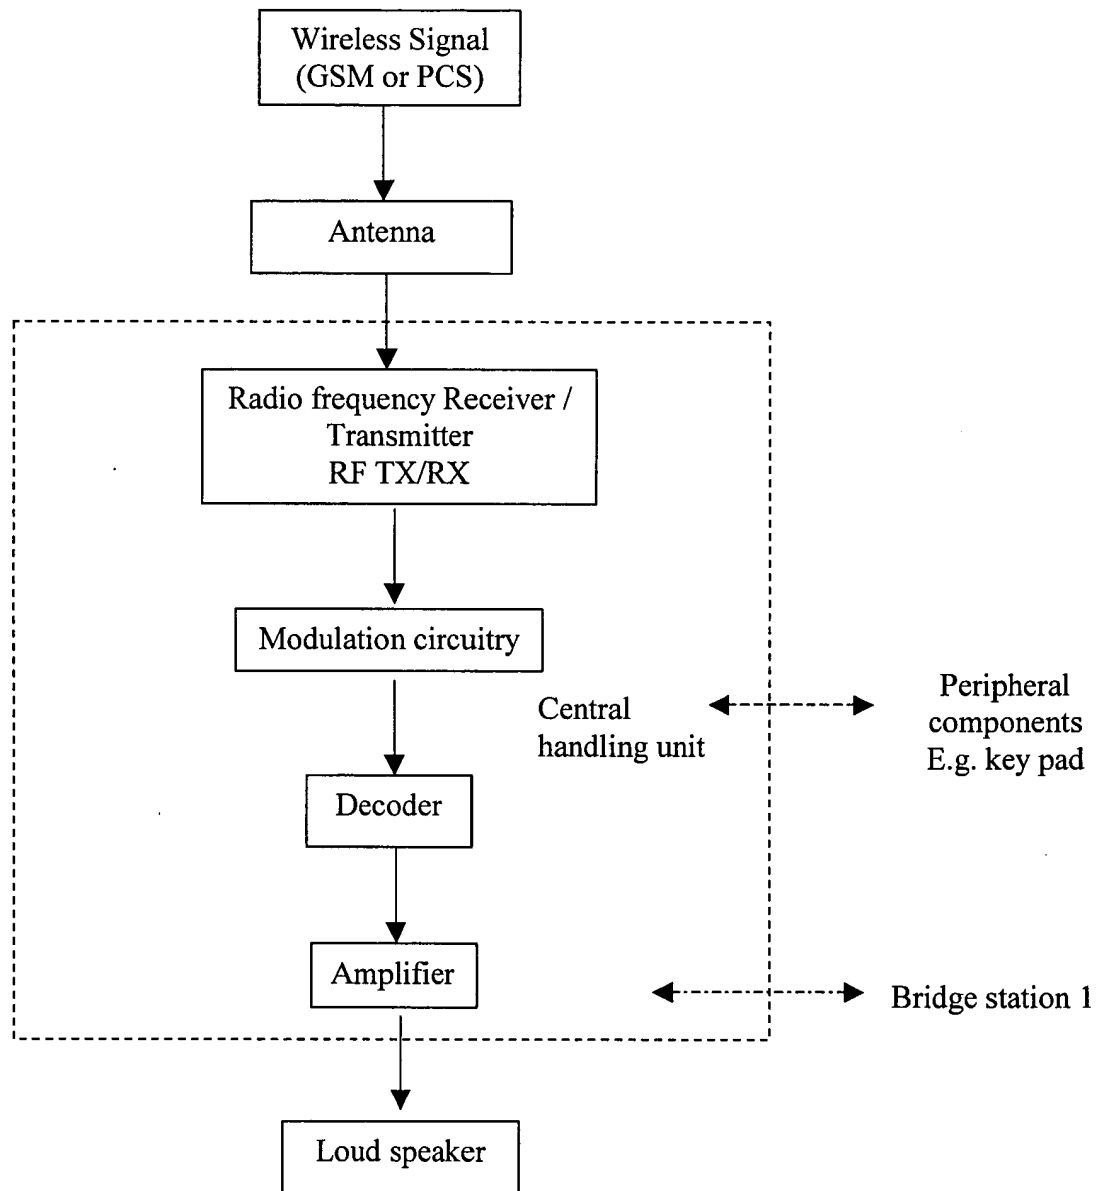 Wireless Signal
(GSM or PCS)
Antenna
Radio frequency Receiver /
Transmitter
RF TX/RX
Modulation circuitry
Central
handling unit
Peripheral
components
E.g. key pad
Decoder
Amplifier
Bridge station 1
Loud speaker